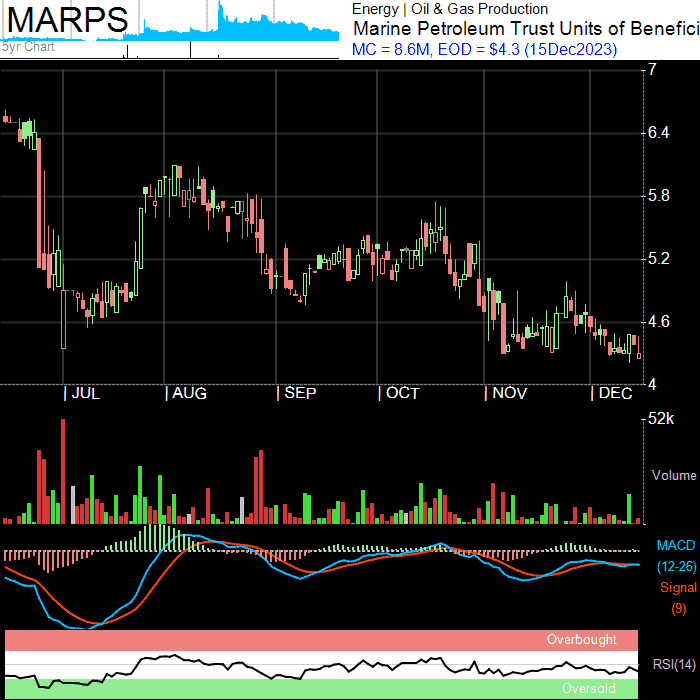 MARPS
5yr Chart
Energy | Oil & Gas Production
Marine Petroleum Trust Units of Benefici
MC = 8.6M, EOD = $4.3 (15Dec2023)
7
6.4
5.8
5.2
4.6
4
| JUL | AUG | SEP | OCT | NOV | DEC
52k
Volume
MACD
(12-26)
Signal
(9)
Overbought
RSI(14)
Oversold